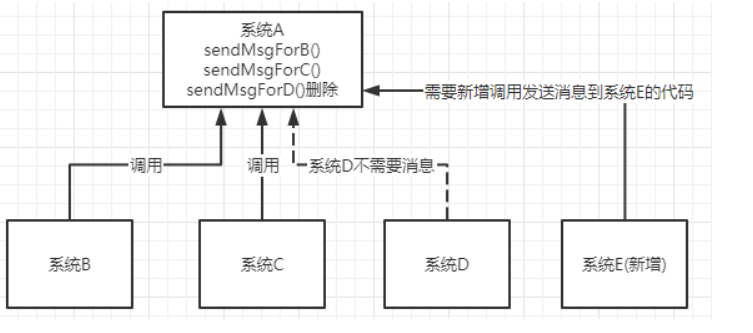 系统A
sendMsgForB()
sendMsgForC()
sendMsgForD()删除
需要新增调用发送消息到系统E的代码
调用
调用
系统D不需要消息
系统B
系统C
系统D
系统E(新增)